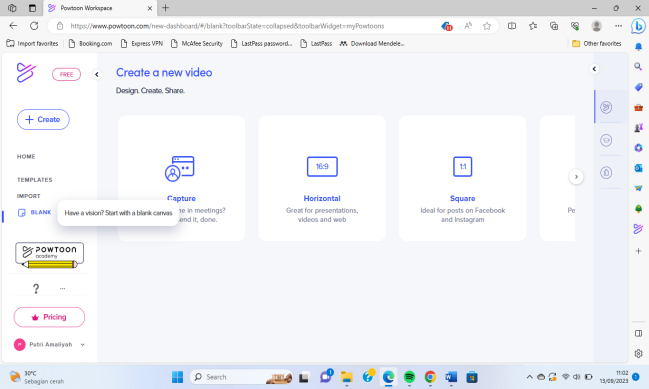 Powtoon Workspace
https://www.powtoon.com/new-dashboard/#/blank?toolbarState=collapsed&toolbarWidget=myPowtoons
Import favorites
Booking.com
Express VPN
McAfee Security
LastPass password...
LastPass
Download Mendele...
Other favorites
FREE
Create a new video
Design. Create. Share.
+ Create
HOME
TEMPLATES
IMPORT
BLANK
Have a vision? Start with a blank canvas
Capture
ne in meetings?
end it, done.
16:9
Horizontal
Great for presentations,
videos and web
1:1
Square
Ideal for posts on Facebook
and Instagram
Pe
POWTOON
academy
?
...
Pricing
P
Putri Amaliyah
30°C
Sebagian cerah
Search
11:02
13/09/2023